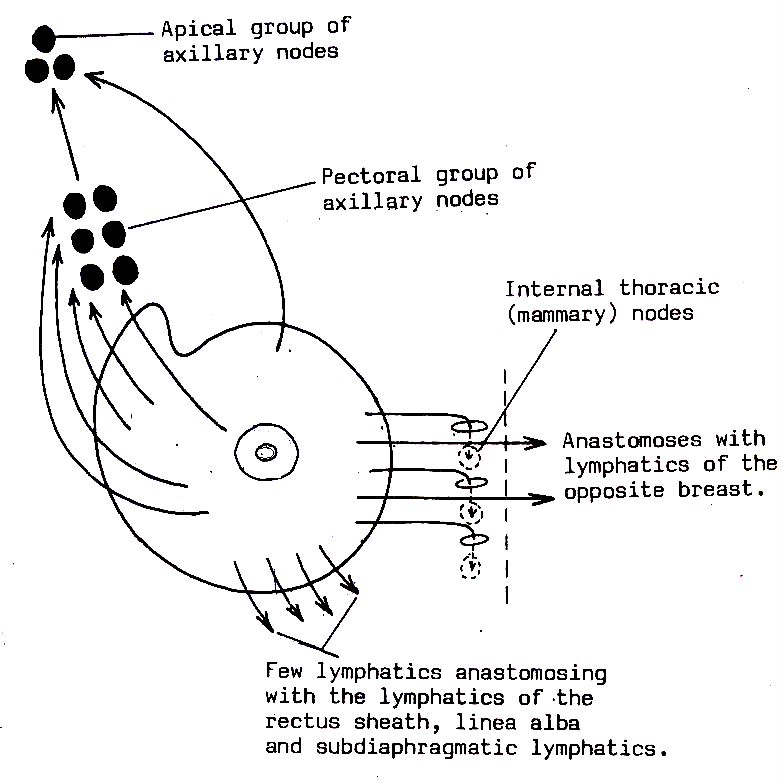 Apical group of
axillary nodes
Pectoral group of
axillary nodes
Internal thoracic
(mammary) nodes
Anastomoses with
lymphatics of the
opposite breast.
Few lymphatics anastomosing
with the lymphatics of the
rectus sheath, linea alba
and subdiaphragmatic lymphatics.